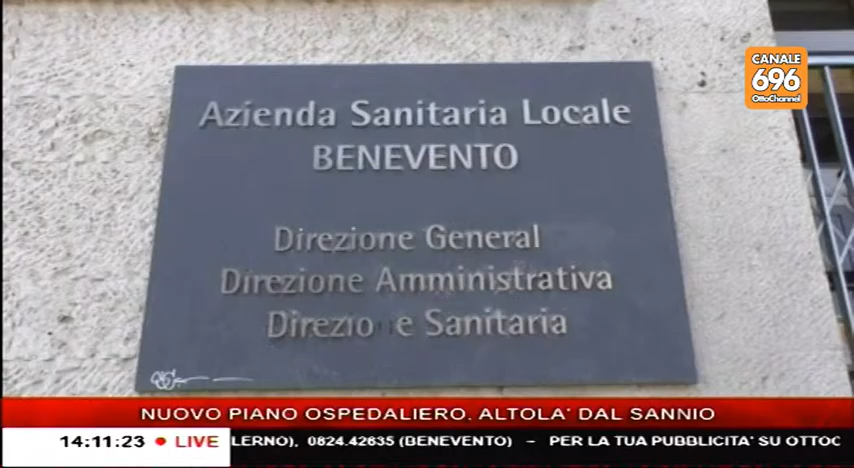 CANALE
696
OttoChannel
Azienda Sanitaria Locale
BENEVENTO
Direzione General
Direzione Amministrativa
Direzio e Sanitaria
NUOVO PIANO OSPEDALIERO. ALTOLA' DAL SANNIO
14:11:23 • LIVE LERNO), 0824.42635 (BENEVENTO) – PER LA TUA PUBBLICITA' SU OTTOC